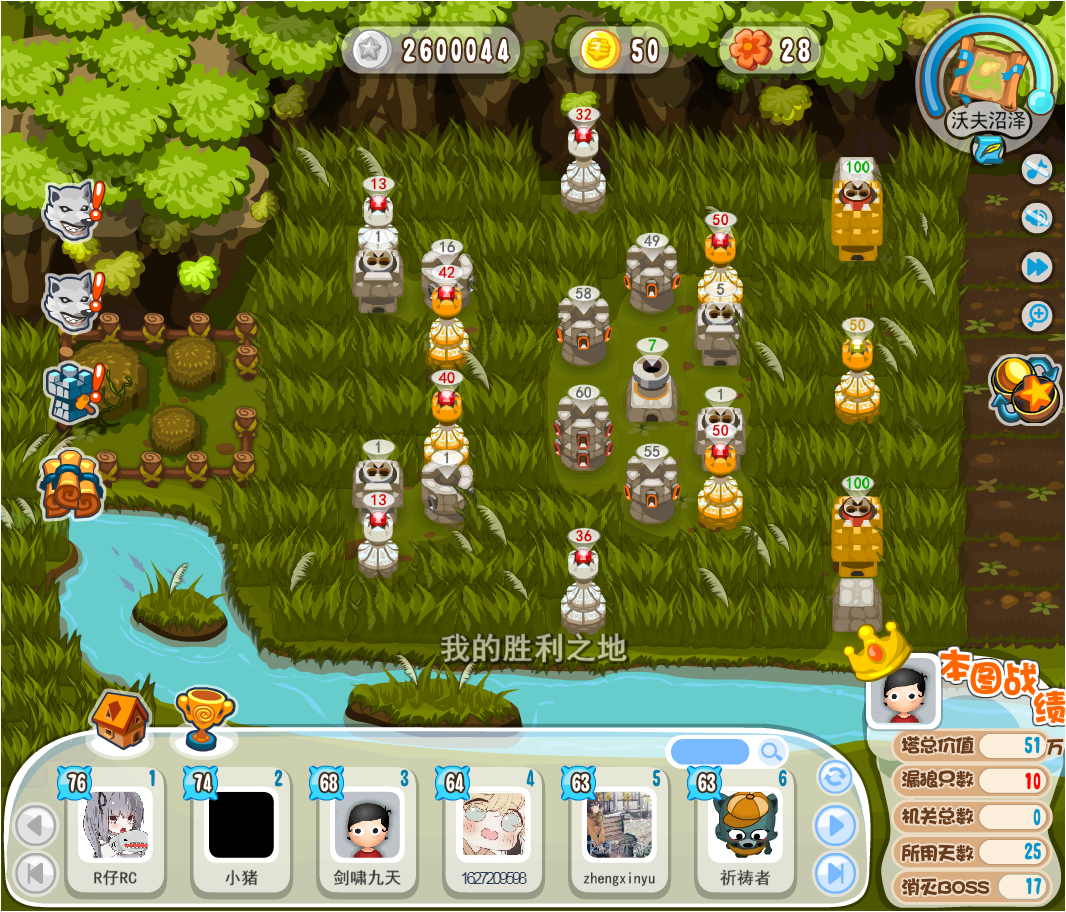 2600044 50 28
沃夫沼泽
32
13
100
1
50
16
49
42
5
58
50
7
40
1
60
50
1
1
55
13
100
36
我的胜利之地
本图战绩
塔总价值 51万
漏狼只数 10
机关总数 0
所用天数 25
消灭BOSS 17
76 1 74 2 68 3 64 4 63 5 63 6
R仔RC 小猪 剑啸九天 1627209598 zhengxinyu 祈祷者